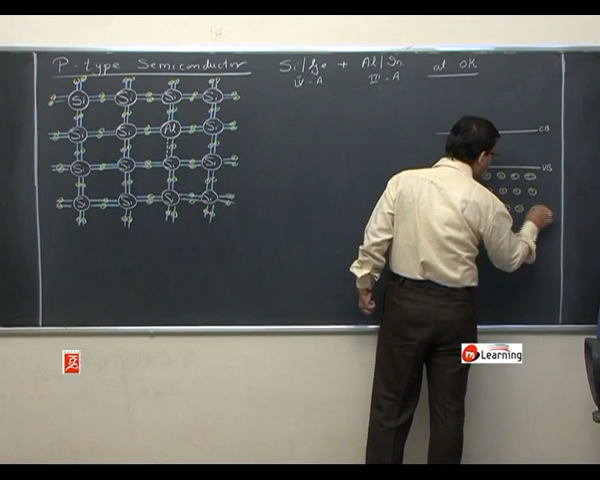 P-type Semiconductor Si/Ge + Al/In at 0K
IV-A III-A
Si Si Si Si
Si Si Al Si
Si Si Si Si
Si Si Si Si
CB
VB
m Learning